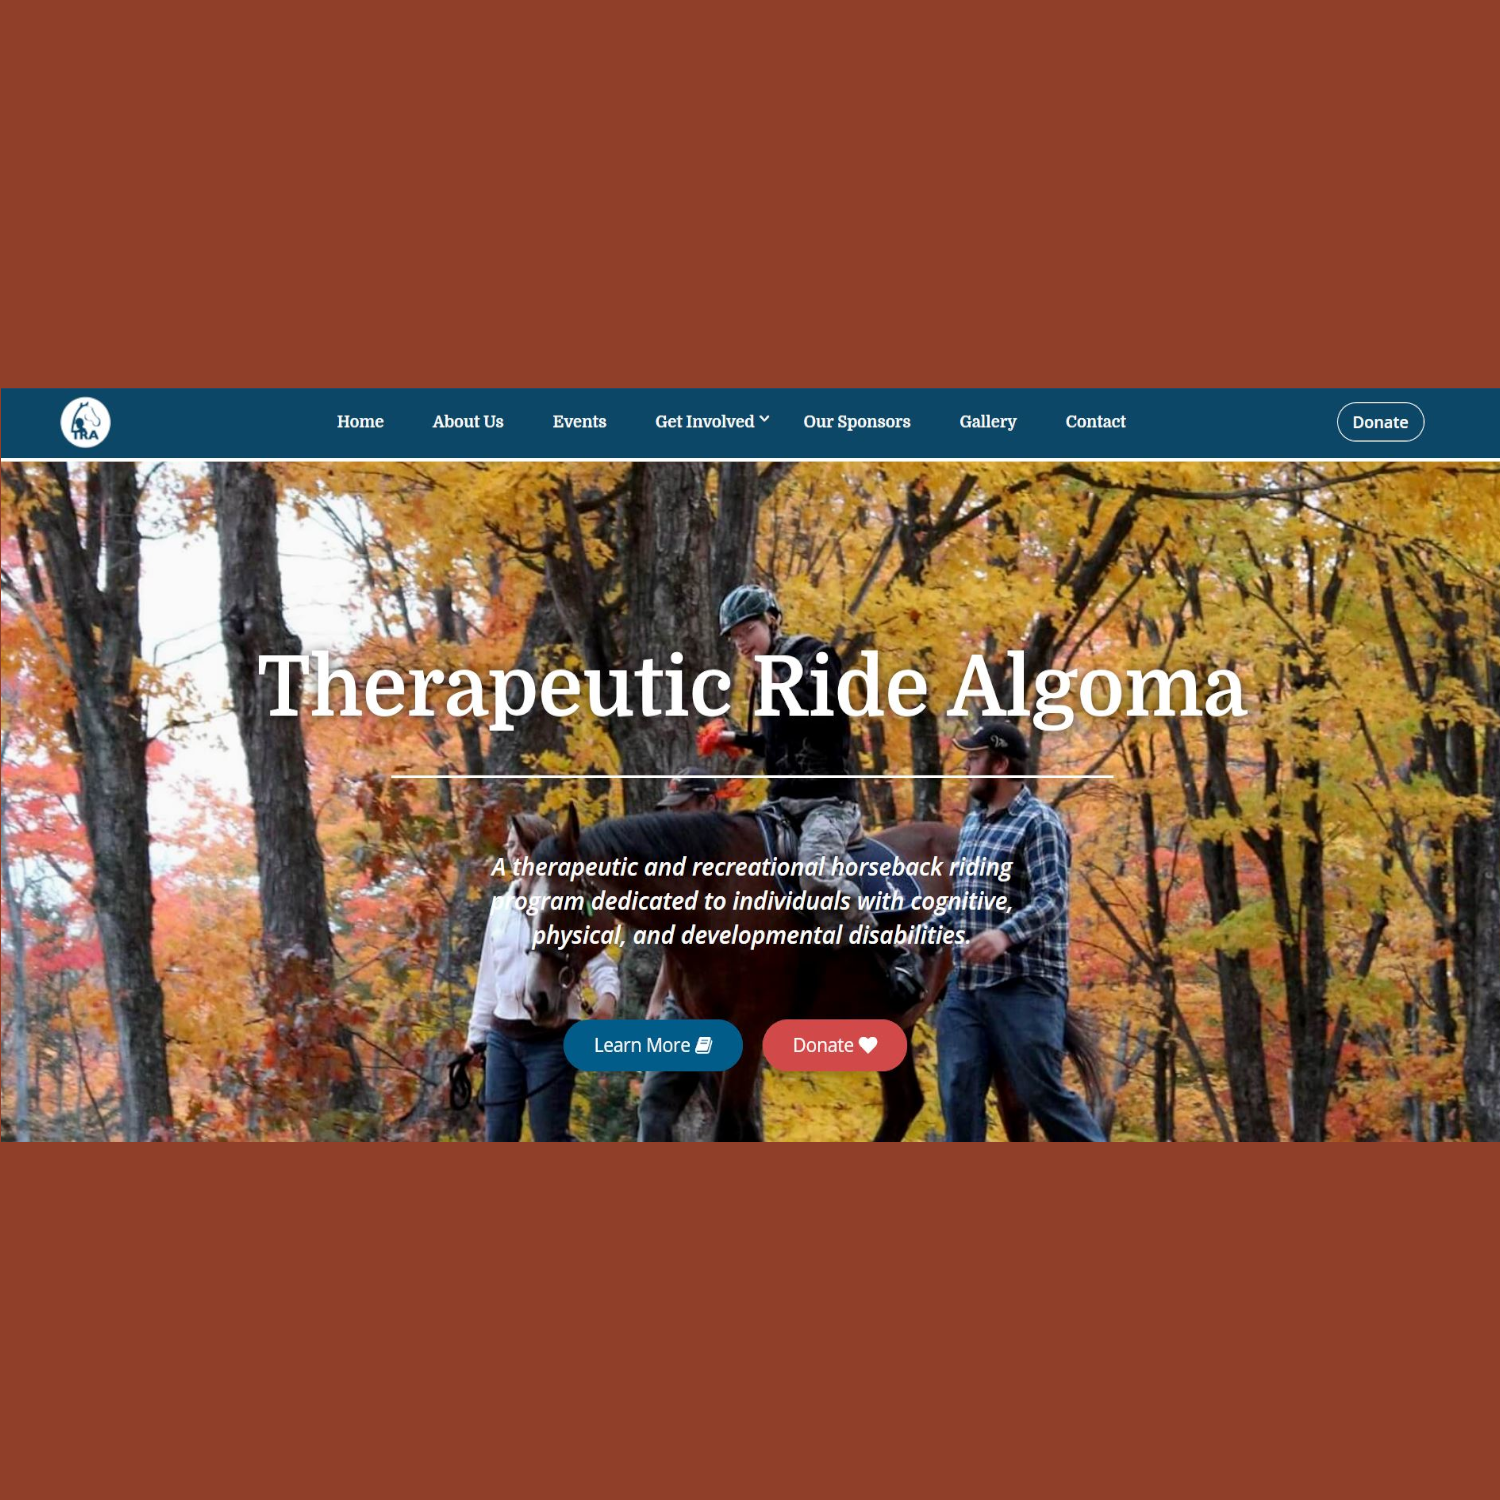 TRA
Home
About Us
Events
Get Involved
Our Sponsors
Gallery
Contact
Donate
Therapeutic Ride Algoma
A therapeutic and recreational horseback riding
program dedicated to individuals with cognitive,
physical, and developmental disabilities.
Learn More
Donate